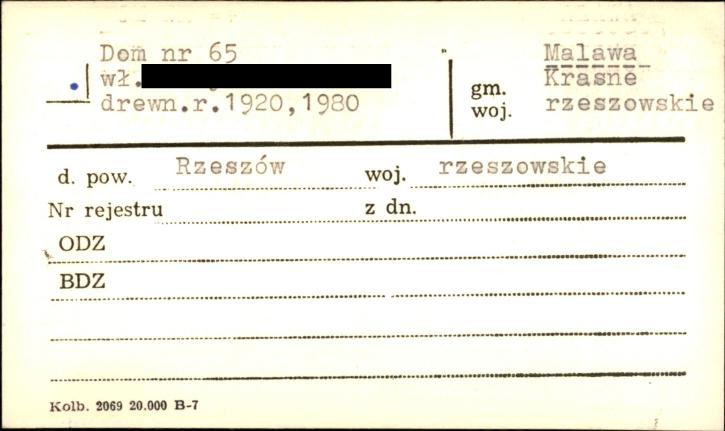 Dom nr 65
wł.
drewn.r.1920,1980
Malawa
gm. Krasne
woj. rzeszowskie
d. pow. Rzeszów woj. rzeszowskie
Nr rejestru z dn.
ODZ
BDZ
Kolb. 2069 20.000 B-7